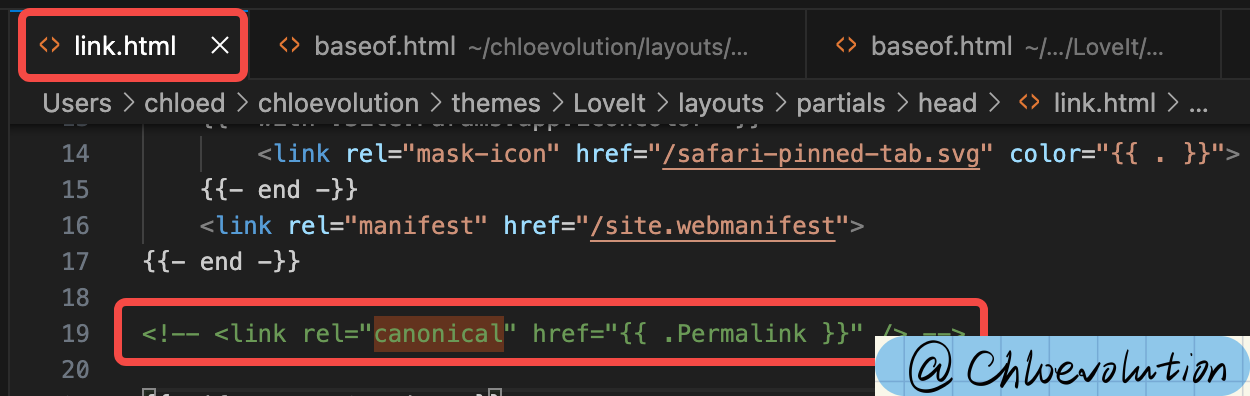 <> link.html × <> baseof.html ~/chloevolution/layouts/... <> baseof.html ~/.../LoveIt/...
Users > chloed > chloevolution > themes > LoveIt > layouts > partials > head > <> link.html > ...
14 <link rel="mask-icon" href="/safari-pinned-tab.svg" color="{{ . }}">
15 {{- end -}}
16 <link rel="manifest" href="/site.webmanifest">
17 {{- end -}}
18
19 <!-- <link rel="canonical" href="{{ .Permalink }}" /> -->
20
@Chloevolution